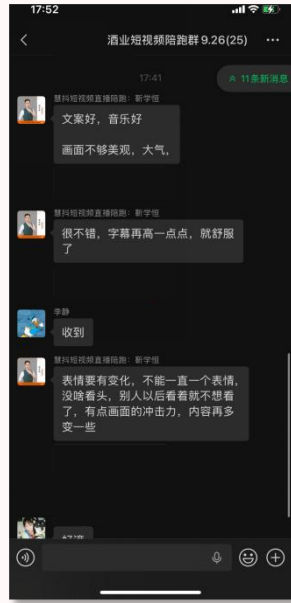 17:52
酒业短视频陪跑群9.26(25)
17:41
11条新消息
慧抖短视频直播陪跑：靳学恒
文案好，音乐好
画面不够美观，大气，
慧抖短视频直播陪跑：靳学恒
很不错，字幕再高一点点，就舒服
了
李静
收到
慧抖短视频直播陪跑：靳学恒
表情要有变化，不能一直一个表情，
没啥看头，别人以后看着就不想看
了，有点画面的冲击力，内容再多
变一些